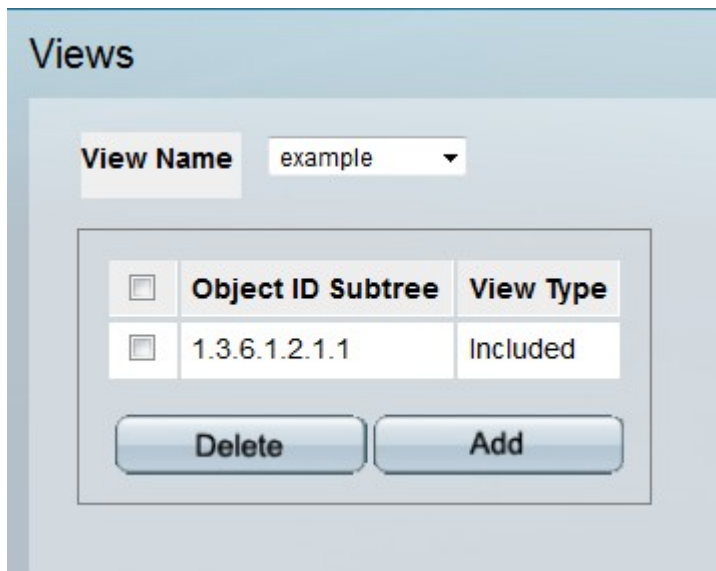 Views
View Name example
Object ID Subtree View Type
1.3.6.1.2.1.1 Included
Delete Add